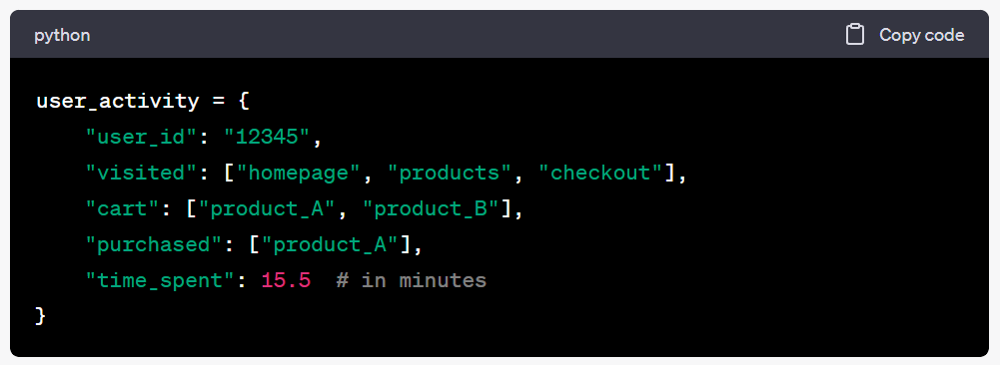 python
Copy code
user_activity = {
    "user_id": "12345",
    "visited": ["homepage", "products", "checkout"],
    "cart": ["product_A", "product_B"],
    "purchased": ["product_A"],
    "time_spent": 15.5  # in minutes
}